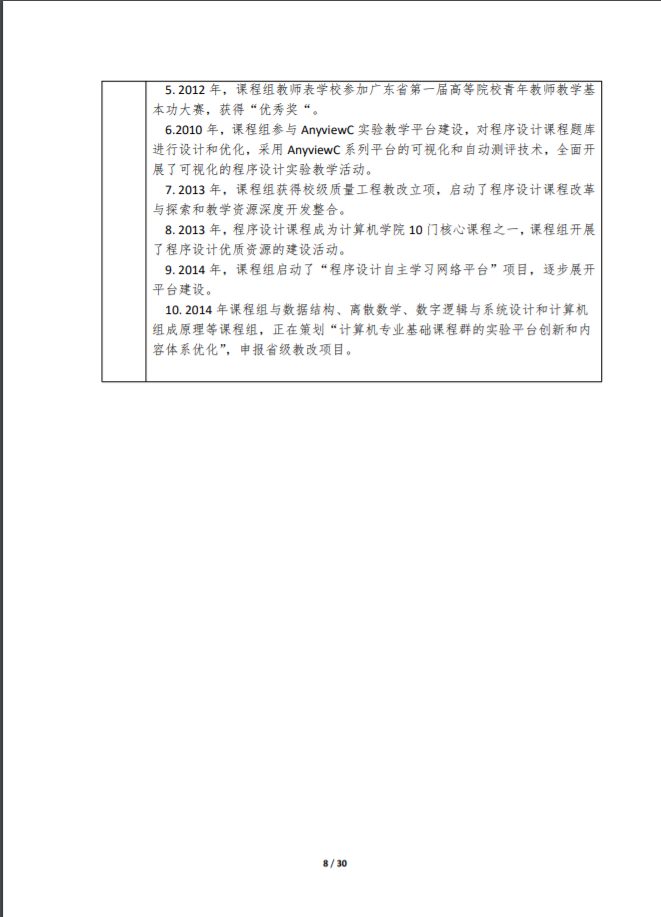 5. 2012 年，课程组教师表学校参加广东省第一届高等院校青年教师教学基
本功大赛，获得“优秀奖“。
6.2010 年，课程组参与 AnyviewC 实验教学平台建设，对程序设计课程题库
进行设计和优化，采用 AnyviewC 系列平台的可视化和自动测评技术，全面开
展了可视化的程序设计实验教学活动。
7. 2013 年，课程组获得校级质量工程教改立项，启动了程序设计课程改革
与探索和教学资源深度开发整合。
8. 2013 年，程序设计课程成为计算机学院 10 门核心课程之一，课程组开展
了程序设计优质资源的建设活动。
9. 2014 年，课程组启动了“程序设计自主学习网络平台”项目，逐步展开
平台建设。
10. 2014 年课程组与数据结构、离散数学、数字逻辑与系统设计和计算机
组成原理等课程组，正在策划“计算机专业基础课程群的实验平台创新和内
容体系优化”，申报省级教改项目。
8 / 30